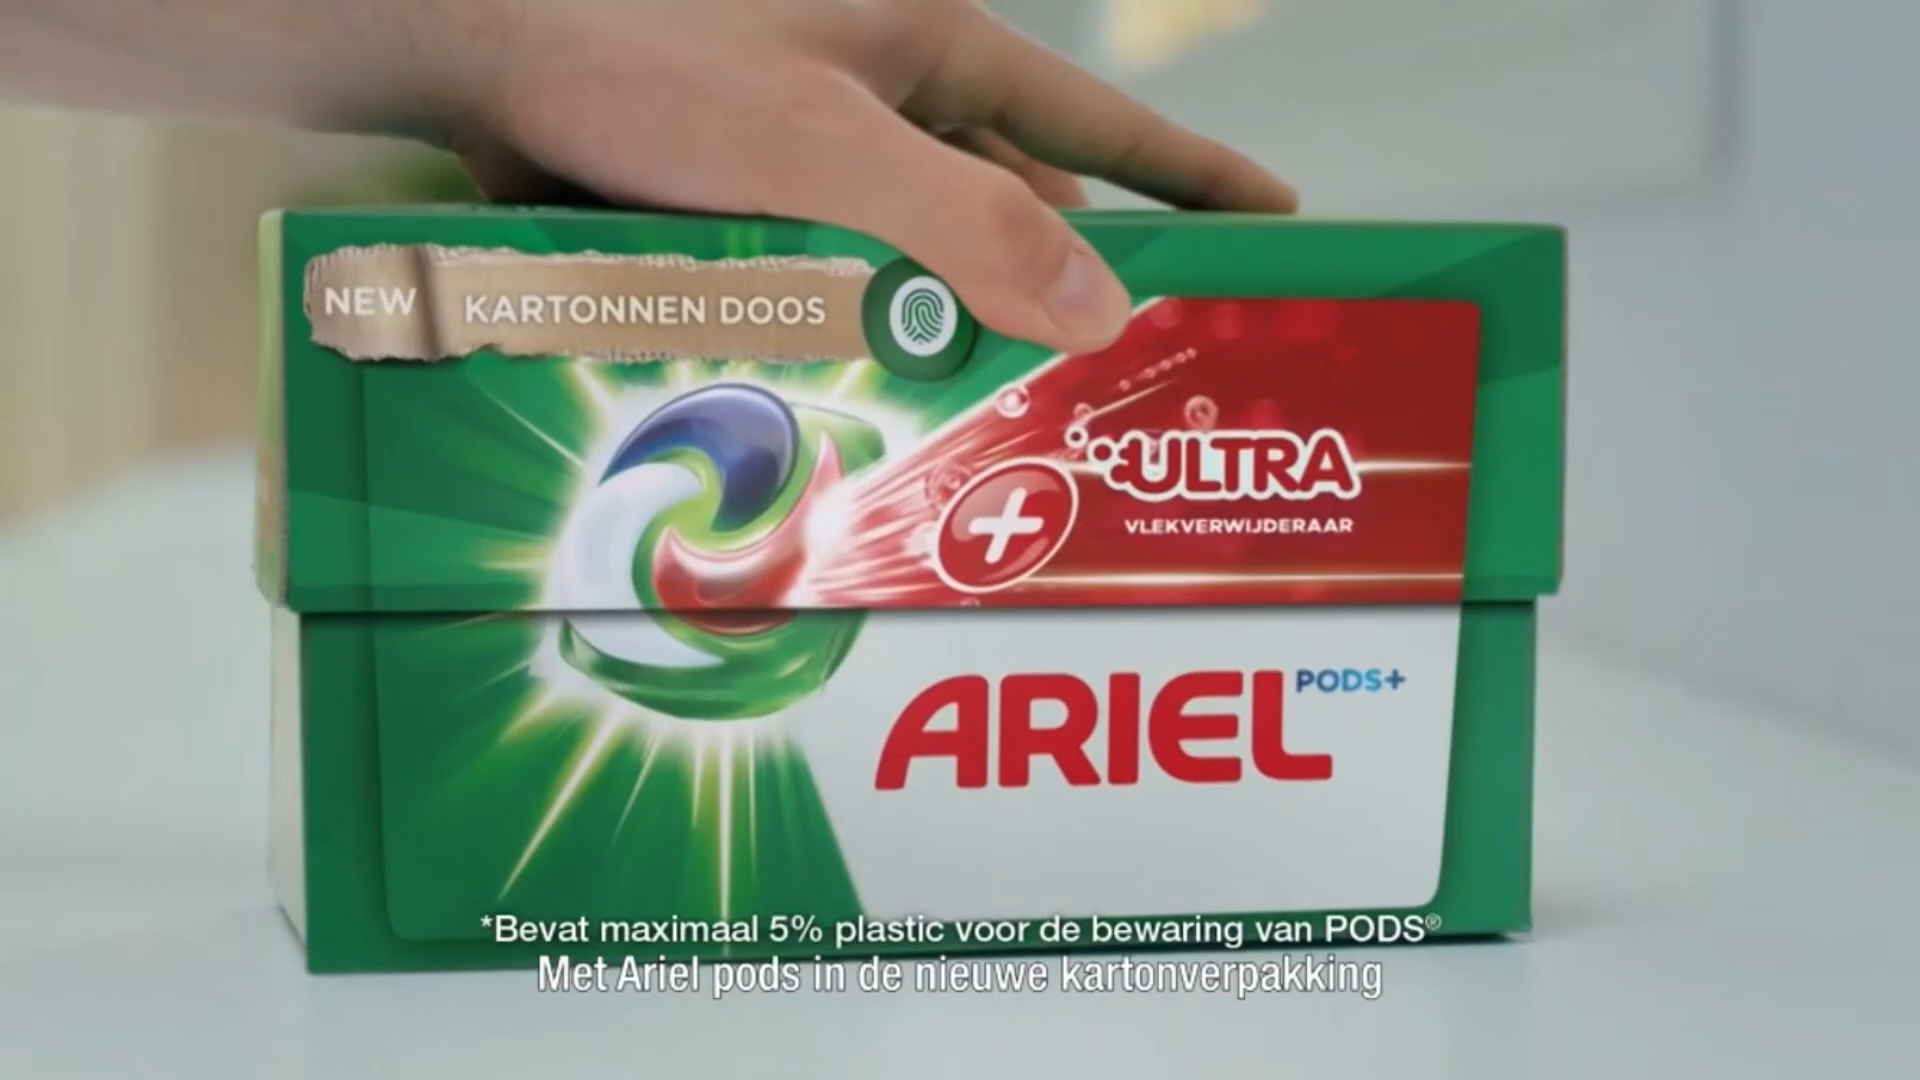 NEW KARTONNEN DOOS
ULTRA
VLEKVERWIJDERAAR
ARIEL PODS+
*Bevat maximaal 5% plastic voor de bewaring van PODS®
Met Ariel pods in de nieuwe kartonverpakking